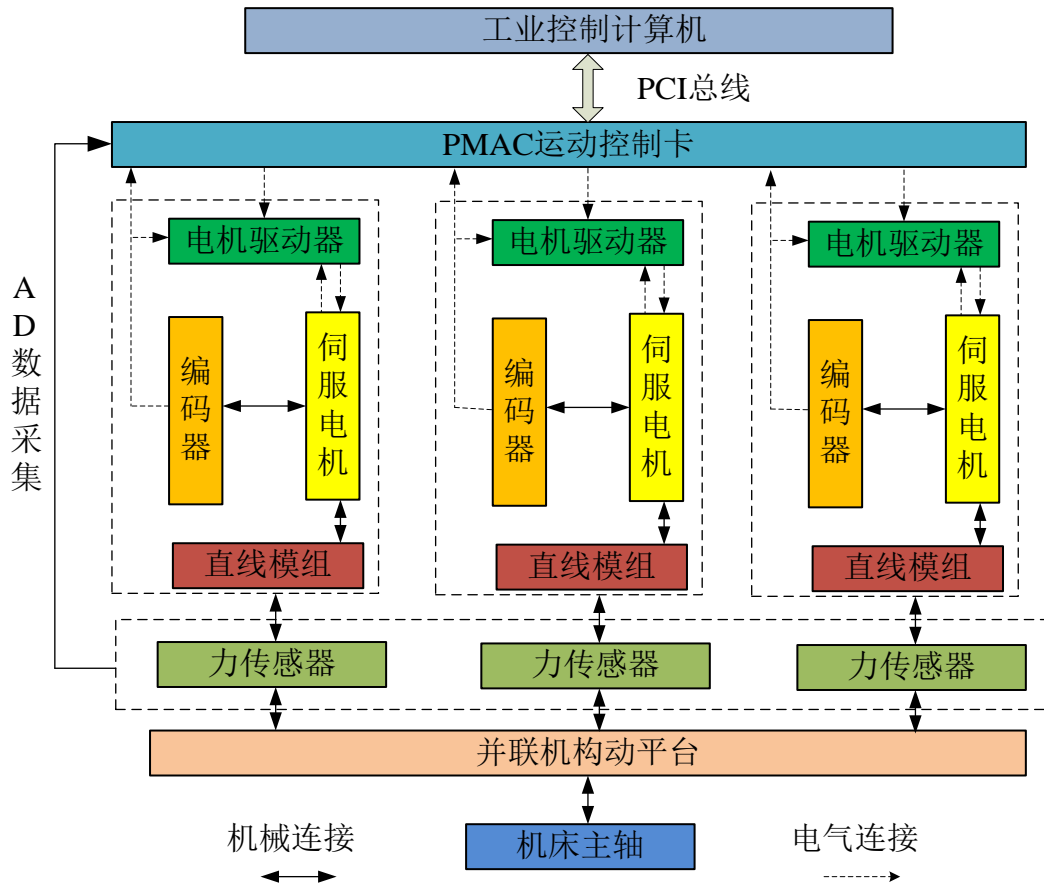 工业控制计算机
PCI总线
PMAC运动控制卡
电机驱动器
电机驱动器
电机驱动器
AD数据采集
编码器
伺服电机
编码器
伺服电机
编码器
伺服电机
直线模组
直线模组
直线模组
力传感器
力传感器
力传感器
并联机构动平台
机械连接
机床主轴
电气连接